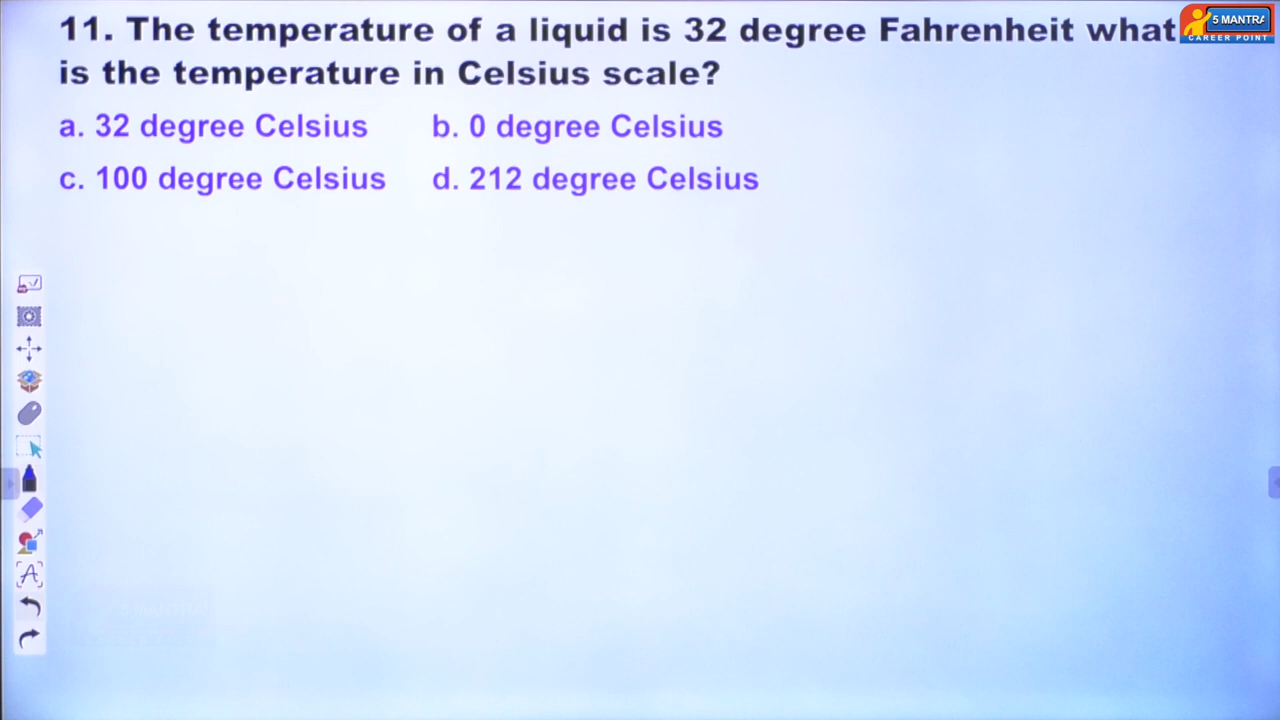 11. The temperature of a liquid is 32 degree Fahrenheit what
is the temperature in Celsius scale?
a. 32 degree Celsius b. 0 degree Celsius
c. 100 degree Celsius d. 212 degree Celsius
5 MANTRA
CAREER POINT